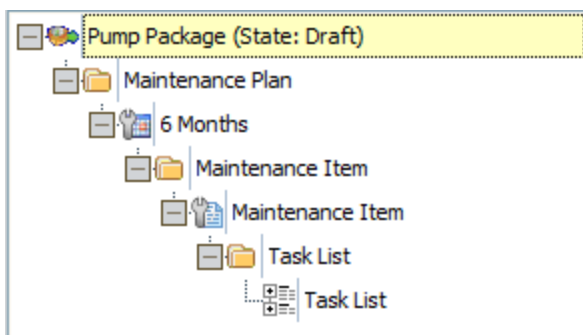 Pump Package (State: Draft)
Maintenance Plan
6 Months
Maintenance Item
Maintenance Item
Task List
Task List